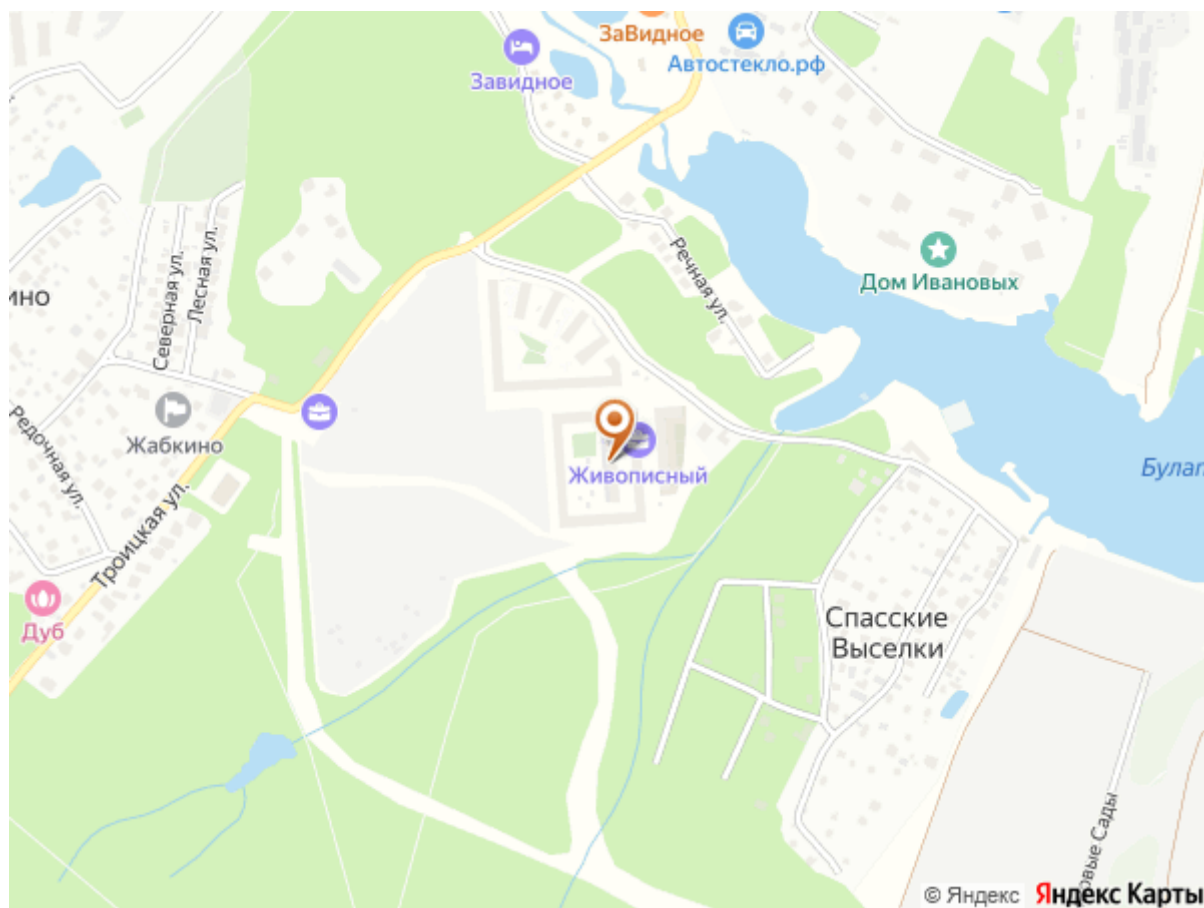 ЗаВидное
Автостекло.рф
Завидное
Речная ул.
Дом Ивановых
ино
Северная ул.
Лесная ул.
Редочная ул.
Жабкино
Живописный
Булат
Троицкая ул.
Дуб
Спасские
Выселки
овые Сады
© Яндекс Яндекс Карты